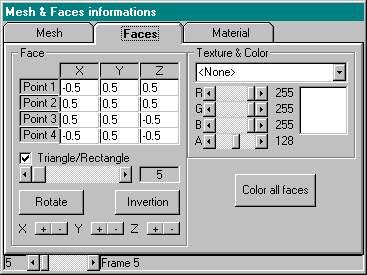 Mesh & Faces informations
Mesh Faces Material
Face
X Y Z
Point 1 -0.5 0.5 0.5
Point 2 0.5 0.5 0.5
Point 3 0.5 0.5 -0.5
Point 4 -0.5 0.5 -0.5
Triangle/Rectangle
5
Rotate Invertion
X + - Y + - Z + -
Texture & Color
<None>
R 255
G 255
B 255
A 128
Color all faces
5 Frame 5